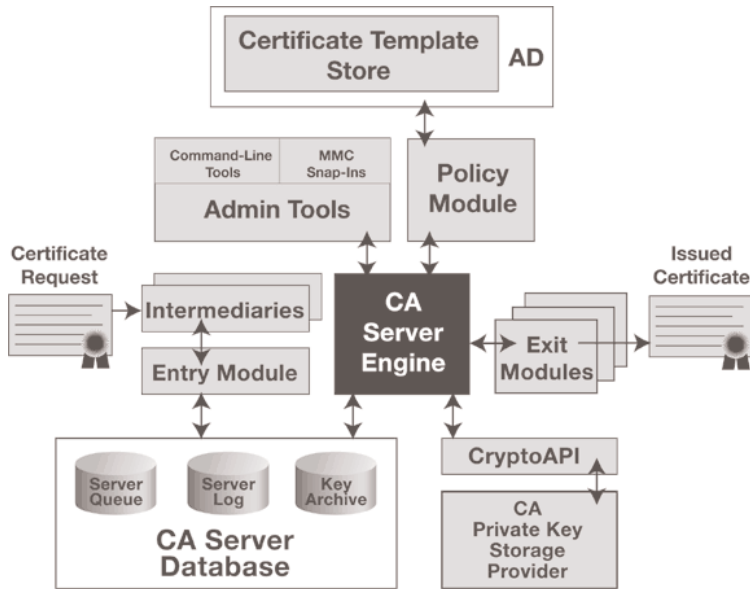 Certificate Template
Store
AD
Command-Line
Tools
MMC
Snap-Ins
Admin Tools
Policy
Module
Certificate
Request
Intermediaries
Entry Module
CA
Server
Engine
Exit
Modules
Issued
Certificate
Server
Queue
Server
Log
Key
Archive
CA Server
Database
CryptoAPI
CA
Private Key
Storage
Provider